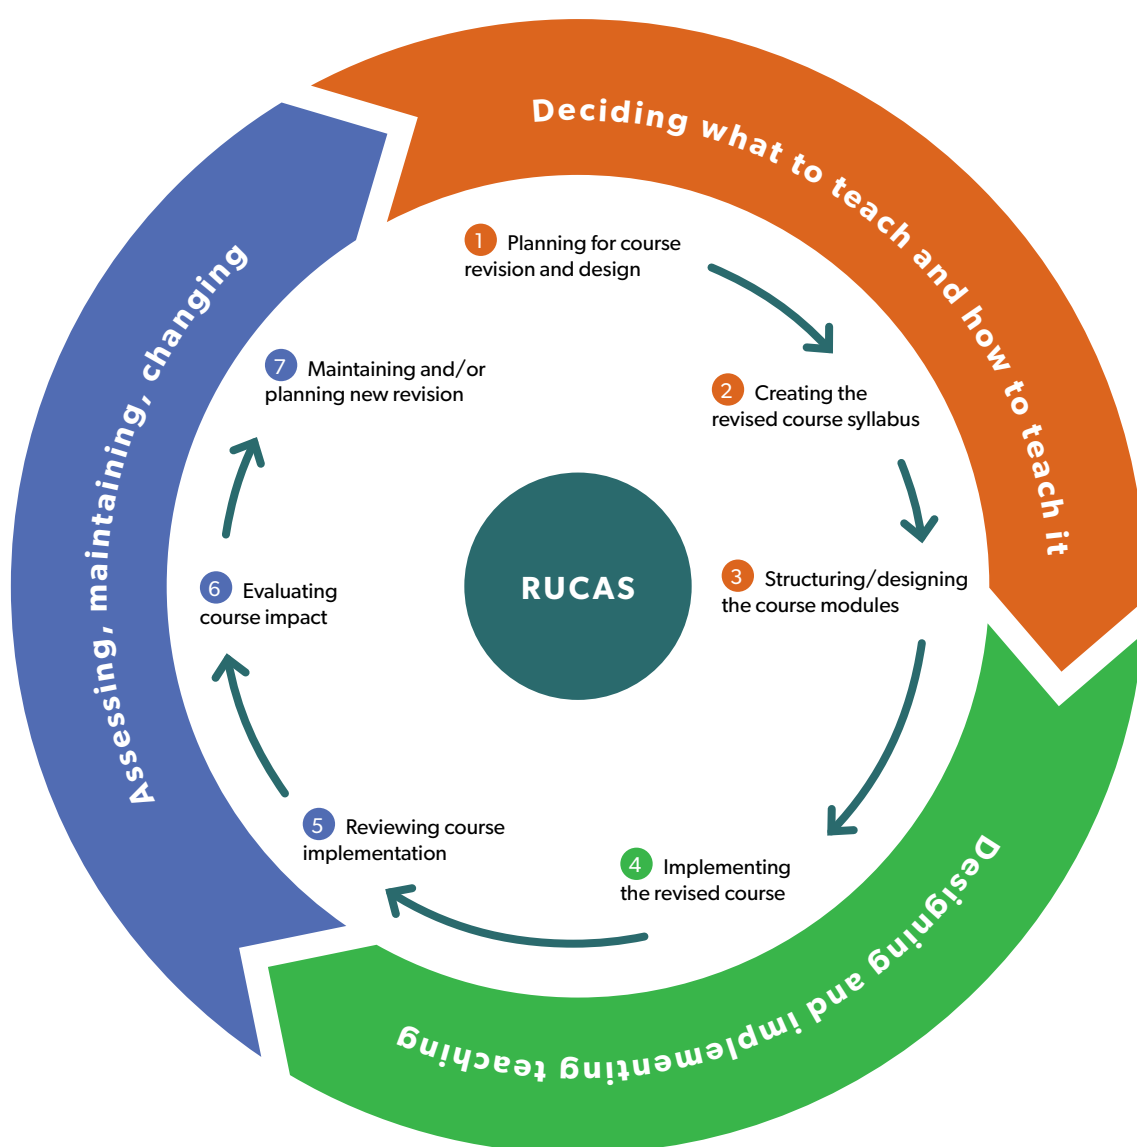 Deciding what to teach and how to teach it
1 Planning for course
revision and design
2 Creating the
revised course syllabus
3 Structuring/designing
the course modules
Designing and implementing teaching
4 Implementing
the revised course
Assessing, maintaining, changing
5 Reviewing course
implementation
6 Evaluating
course impact
7 Maintaining and/or
planning new revision
RUCAS